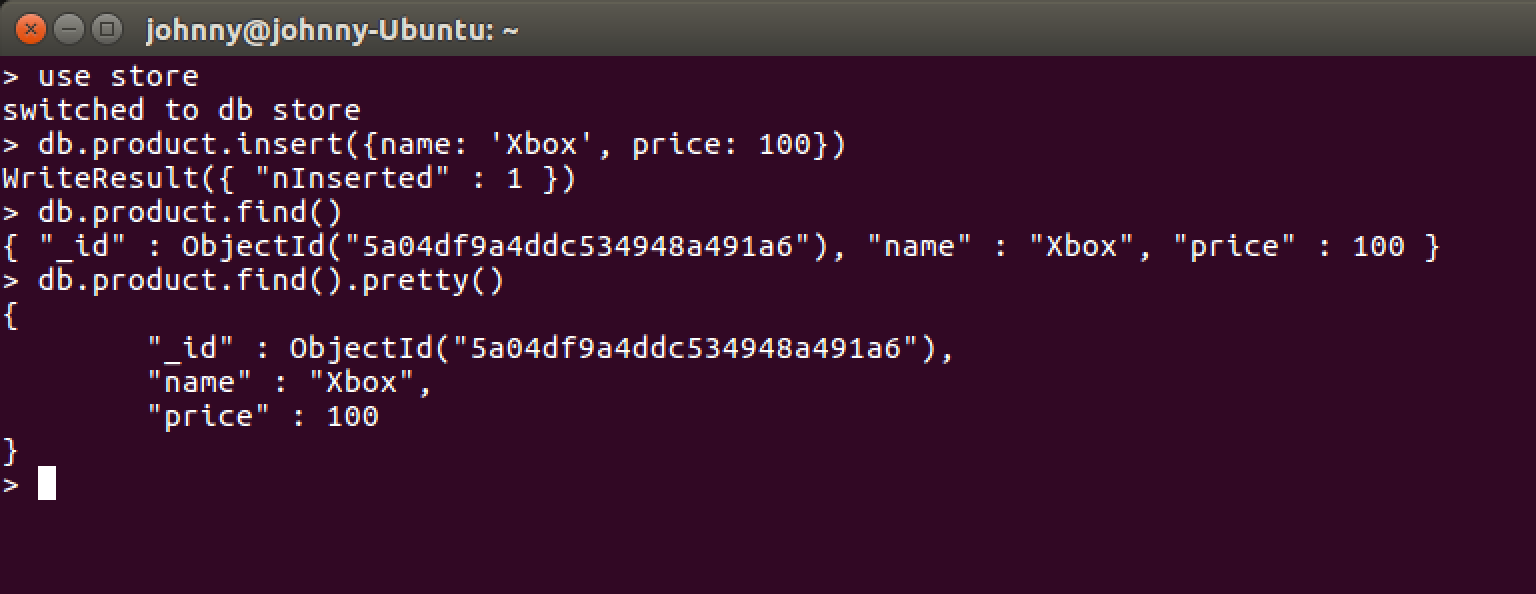 johnny@johnny-Ubuntu: ~
> use store
switched to db store
> db.product.insert({name: 'Xbox', price: 100})
WriteResult({ "nInserted" : 1 })
> db.product.find()
{ "_id" : ObjectId("5a04df9a4ddc534948a491a6"), "name" : "Xbox", "price" : 100 }
> db.product.find().pretty()
{
        "_id" : ObjectId("5a04df9a4ddc534948a491a6"),
        "name" : "Xbox",
        "price" : 100
}
>